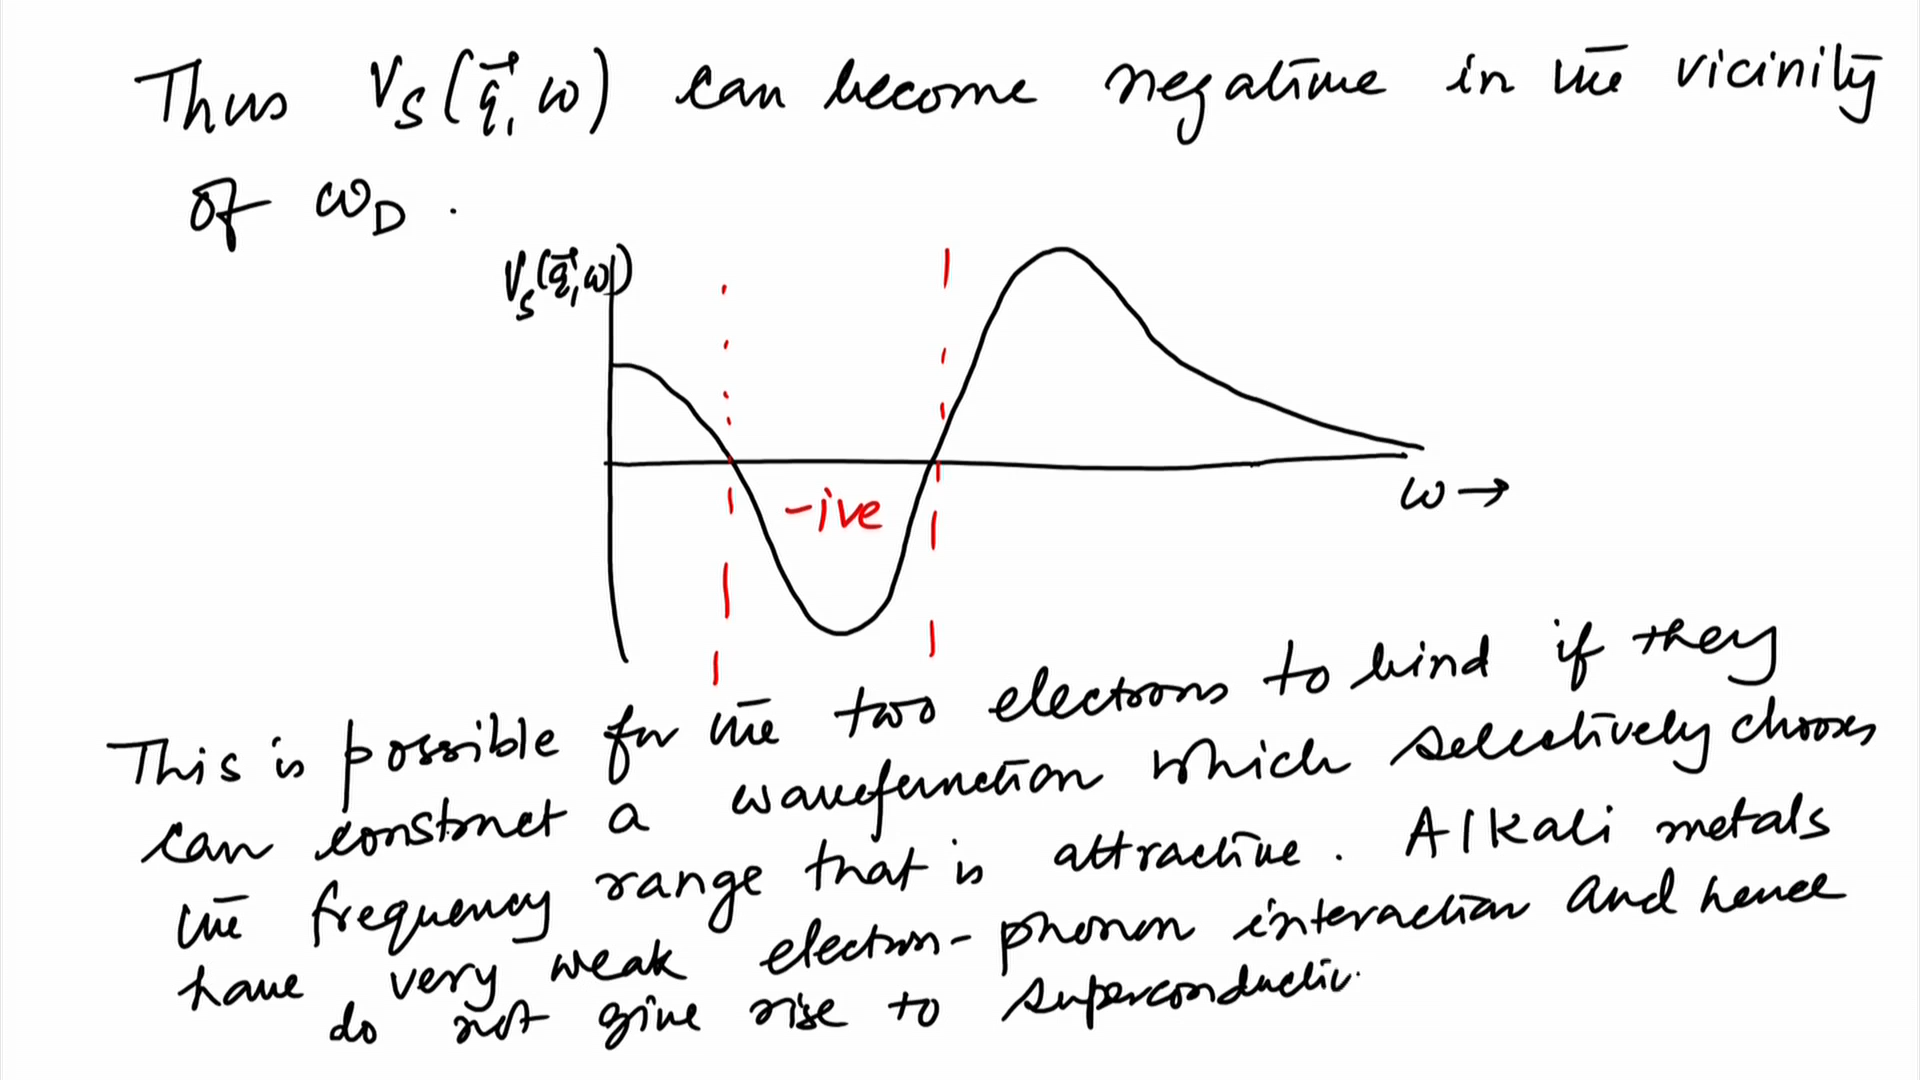 Thus Vs(q⃗, ω) can become negative in the vicinity
of ωD .
Vs(q⃗, ω)
-ive
ω →
This is possible for the two electrons to bind if they
can construct a wavefunction which selectively chooses
the frequency range that is attractive. Alkali metals
have very weak electron-phonon interaction and hence
do not give rise to superconductiv.